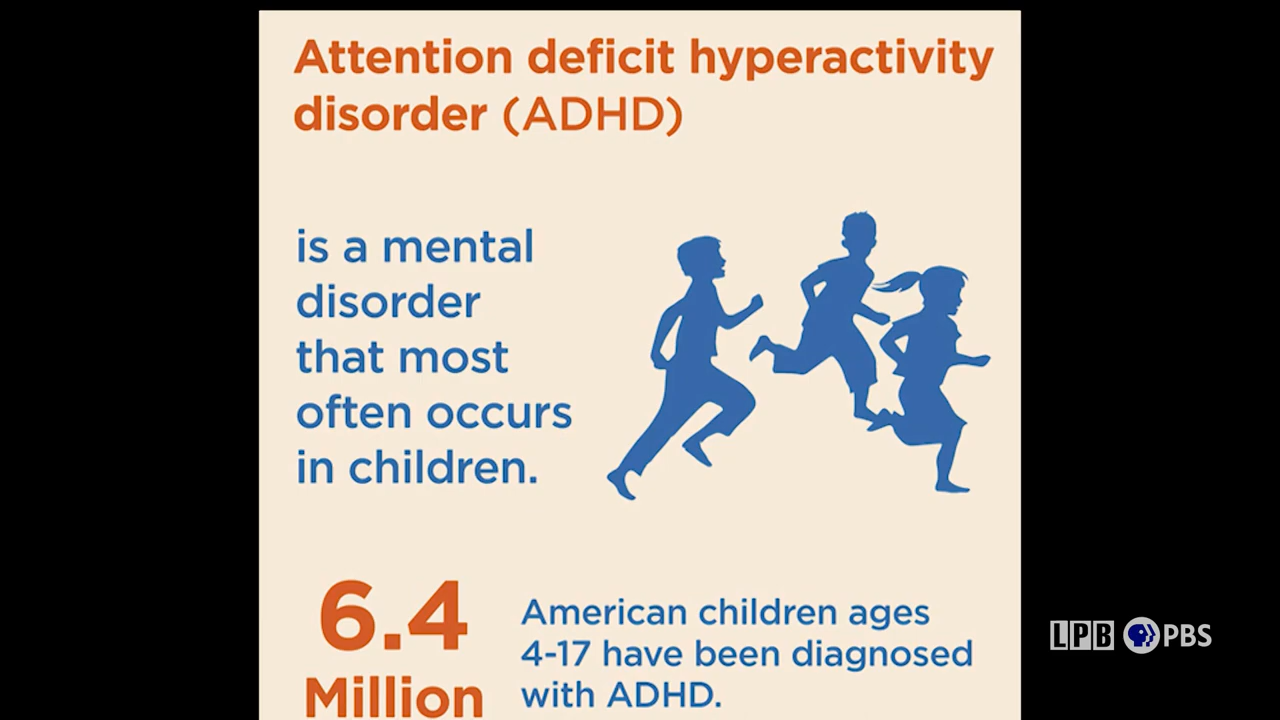 Attention deficit hyperactivity
disorder (ADHD)
is a mental
disorder
that most
often occurs
in children.
6.4
Million
American children ages
4-17 have been diagnosed
with ADHD.
LPB PBS